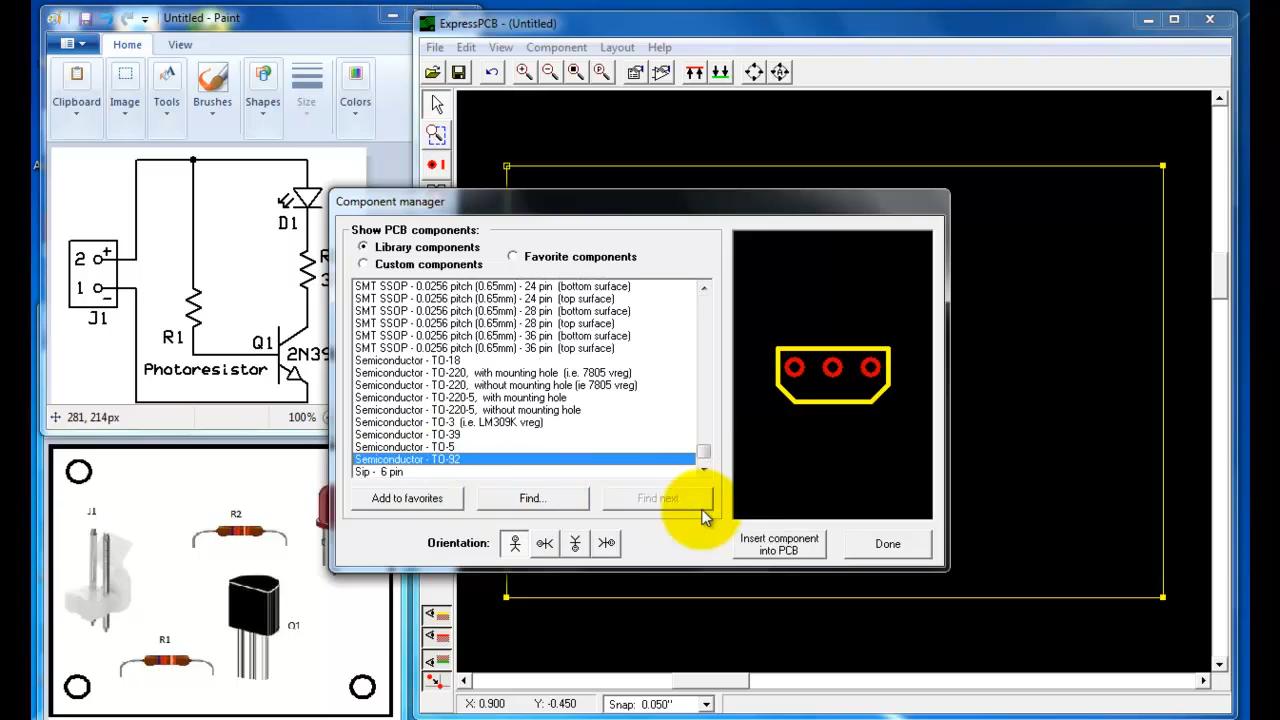 Untitled - Paint
Home
View
Clipboard
Image
Tools
Brushes
Shapes
Size
Colors
D1
2
+
1
-
J1
R1
Q1
2N39
Photoresistor
R
3
281, 214px
100%
J1
R2
R1
Q1
ExpressPCB - (Untitled)
File
Edit
View
Component
Layout
Help
Component manager
Show PCB components:
Library components
Favorite components
Custom components
SMT SSOP - 0.0256 pitch (0.65mm) - 24 pin (bottom surface)
SMT SSOP - 0.0256 pitch (0.65mm) - 24 pin (top surface)
SMT SSOP - 0.0256 pitch (0.65mm) - 28 pin (bottom surface)
SMT SSOP - 0.0256 pitch (0.65mm) - 28 pin (top surface)
SMT SSOP - 0.0256 pitch (0.65mm) - 36 pin (bottom surface)
SMT SSOP - 0.0256 pitch (0.65mm) - 36 pin (top surface)
Semiconductor - TO-18
Semiconductor - TO-220, with mounting hole (i.e. 7805 vreg)
Semiconductor - TO-220, without mounting hole (ie 7805 vreg)
Semiconductor - TO-220-5, with mounting hole
Semiconductor - TO-220-5, without mounting hole
Semiconductor - TO-3 (i.e. LM309K vreg)
Semiconductor - TO-39
Semiconductor - TO-5
Semiconductor - TO-92
Sip - 6 pin
Add to favorites
Find...
Find next
Orientation:
Insert component
into PCB
Done
X: 0.900
Y: -0.450
Snap: 0.050"